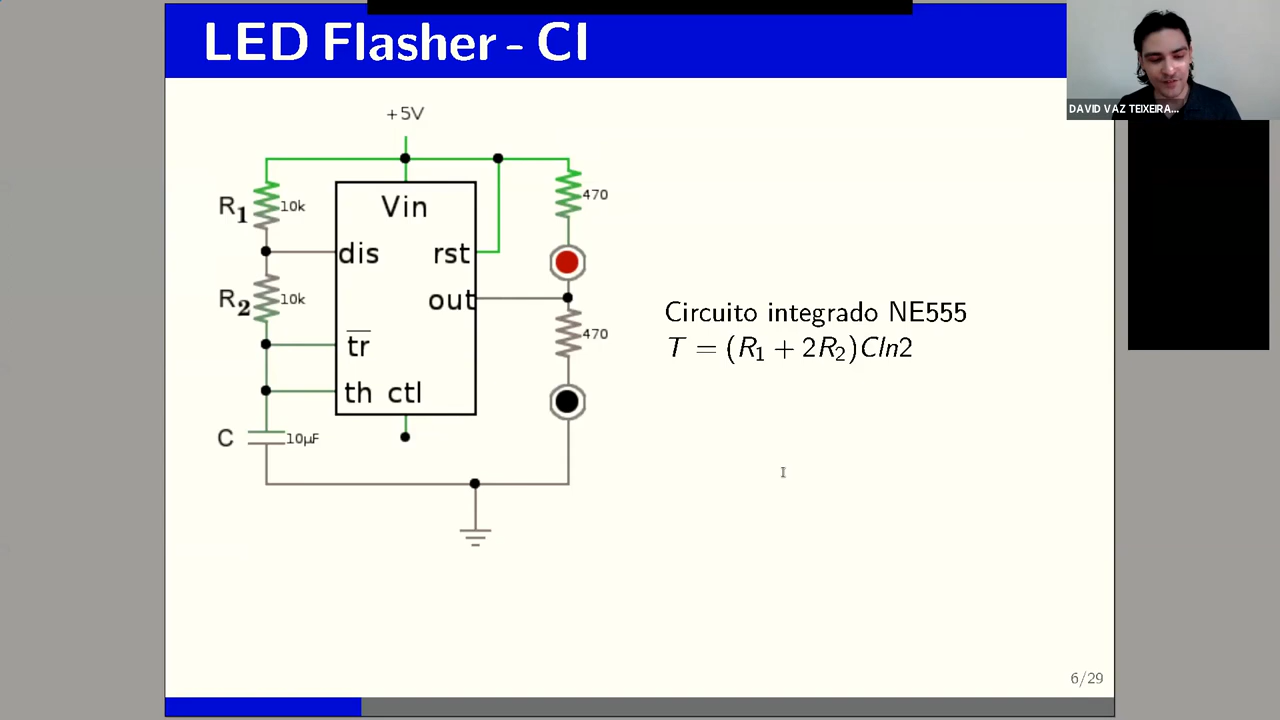 LED Flasher - CI
DAVID VAZ TEIXEIRA...
+5V
R1
10k
Vin
470
dis
rst
R2
10k
out
470
tr
th
ctl
C
10µF
Circuito integrado NE555
T = (R1 + 2R2)Cln2
6/29